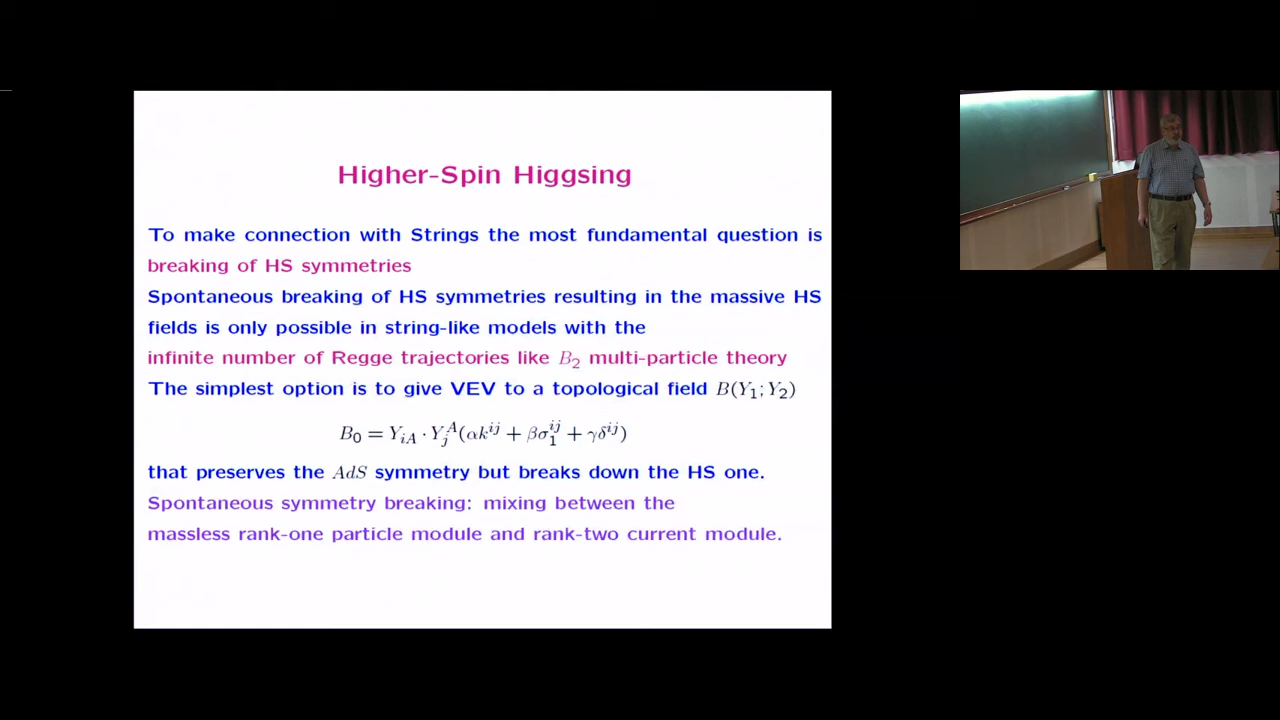 Higher-Spin Higgsing
To make connection with Strings the most fundamental question is
breaking of HS symmetries
Spontaneous breaking of HS symmetries resulting in the massive HS
fields is only possible in string-like models with the
infinite number of Regge trajectories like B₂ multi-particle theory
The simplest option is to give VEV to a topological field B(Y₁; Y₂)
B₀ = Y_{iA} · Y_j^A(αk^{ij} + βσ₁^{ij} + γδ^{ij})
that preserves the AdS symmetry but breaks down the HS one.
Spontaneous symmetry breaking: mixing between the
massless rank-one particle module and rank-two current module.